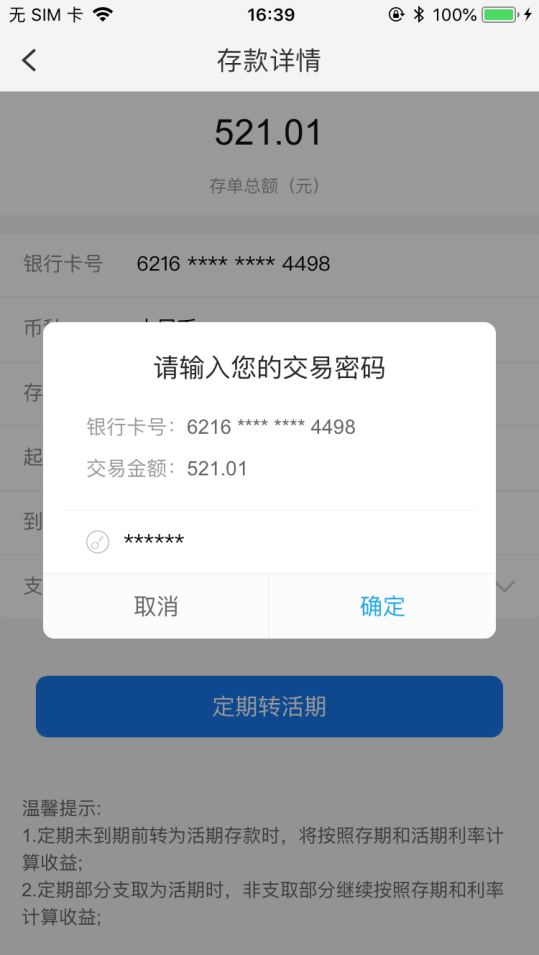 无 SIM 卡 16:39 100%
存款详情
521.01
存单总额（元）
银行卡号 6216 **** **** 4498
请输入您的交易密码
银行卡号：6216 **** **** 4498
交易金额：521.01
******
取消 确定
存
起
到
支
定期转活期
温馨提示:
1.定期未到期前转为活期存款时，将按照存期和活期利率计
算收益;
2.定期部分支取为活期时，非支取部分继续按照存期和利率
计算收益;